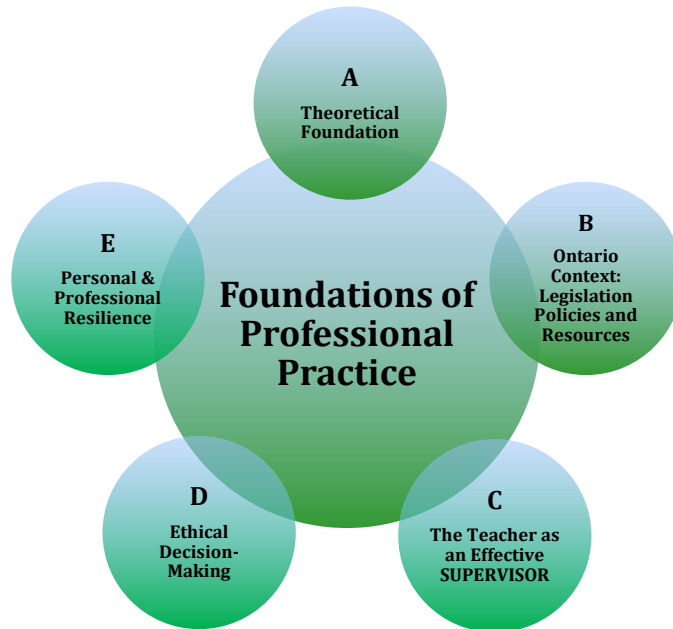 A
Theoretical
Foundation
B
Ontario
Context:
Legislation
Policies and
Resources
C
The Teacher as
an Effective
SUPERVISOR
D
Ethical
Decision-
Making
E
Personal &
Professional
Resilience
Foundations of
Professional
Practice